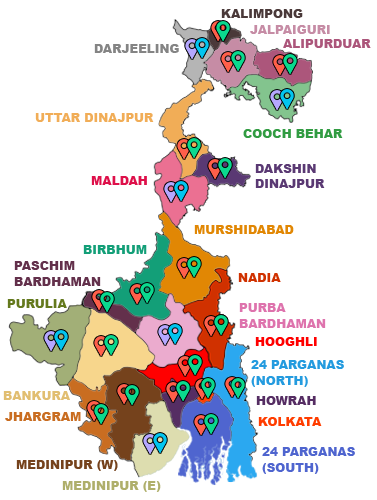 KALIMPONG
JALPAIGURI
ALIPURDUAR
DARJEELING
UTTAR DINAJPUR
COOCH BEHAR
MALDAH
DAKSHIN
DINAJPUR
MURSHIDABAD
BIRBHUM
PASCHIM
BARDHAMAN
NADIA
PURULIA
PURBA
BARDHAMAN
HOOGHLI
24 PARGANAS
(NORTH)
BANKURA
HOWRAH
JHARGRAM
KOLKATA
MEDINIPUR (W)
24 PARGANAS
(SOUTH)
MEDINIPUR (E)